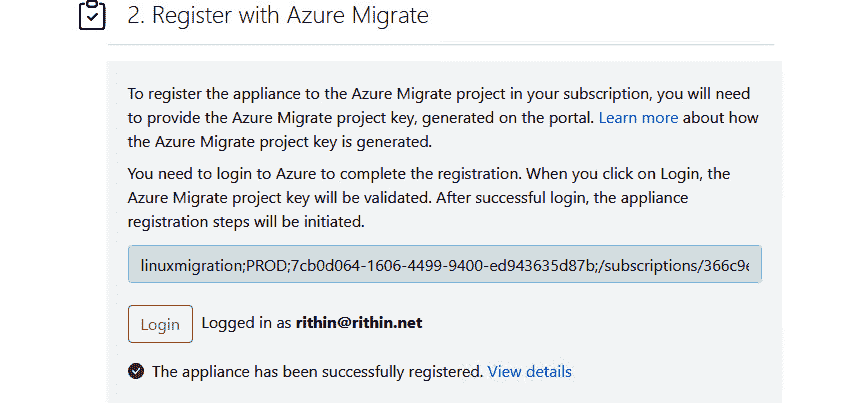 2. Register with Azure Migrate
To register the appliance to the Azure Migrate project in your subscription, you will need
to provide the Azure Migrate project key, generated on the portal. Learn more about how
the Azure Migrate project key is generated.
You need to login to Azure to complete the registration. When you click on Login, the
Azure Migrate project key will be validated. After successful login, the appliance
registration steps will be initiated.
linuxmigration;PROD;7cb0d064-1606-4499-9400-ed943635d87b;/subscriptions/366c9e
Login Logged in as rithin@rithin.net
The appliance has been successfully registered. View details